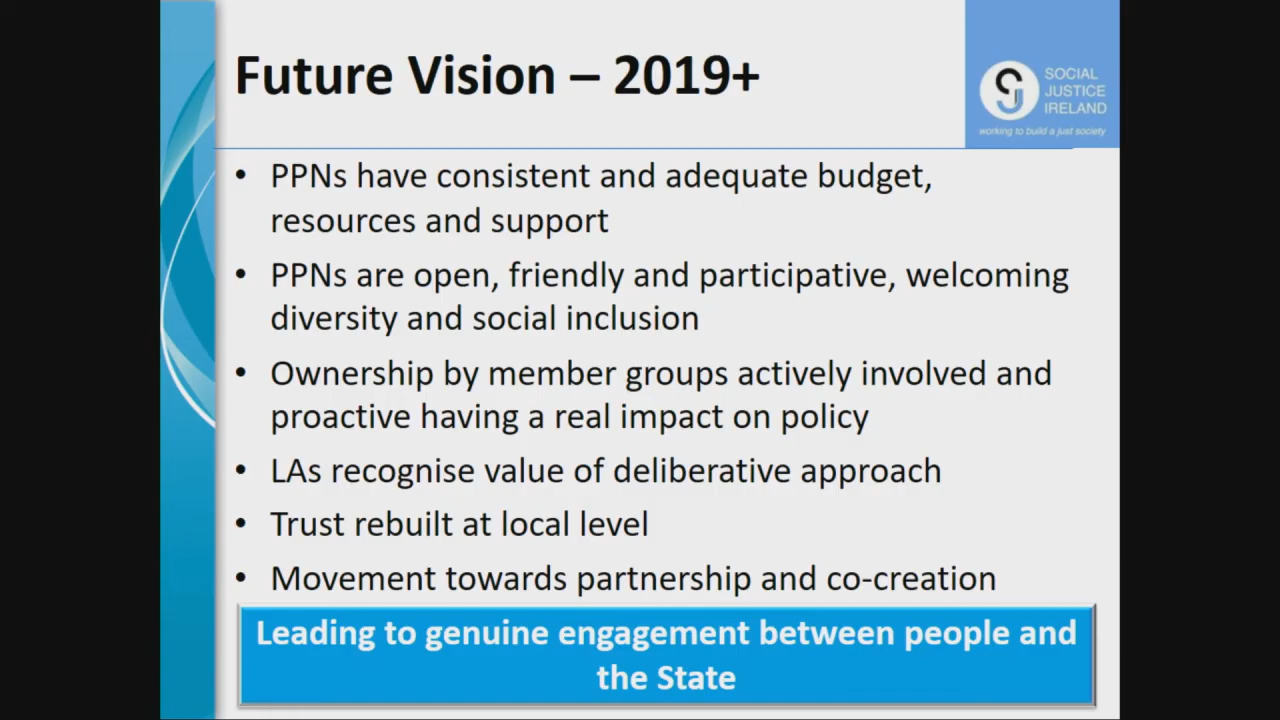 Future Vision – 2019+
SOCIAL
JUSTICE
IRELAND
working to build a just society
• PPNs have consistent and adequate budget,
resources and support
• PPNs are open, friendly and participative, welcoming
diversity and social inclusion
• Ownership by member groups actively involved and
proactive having a real impact on policy
• LAs recognise value of deliberative approach
• Trust rebuilt at local level
• Movement towards partnership and co-creation
Leading to genuine engagement between people and
the State